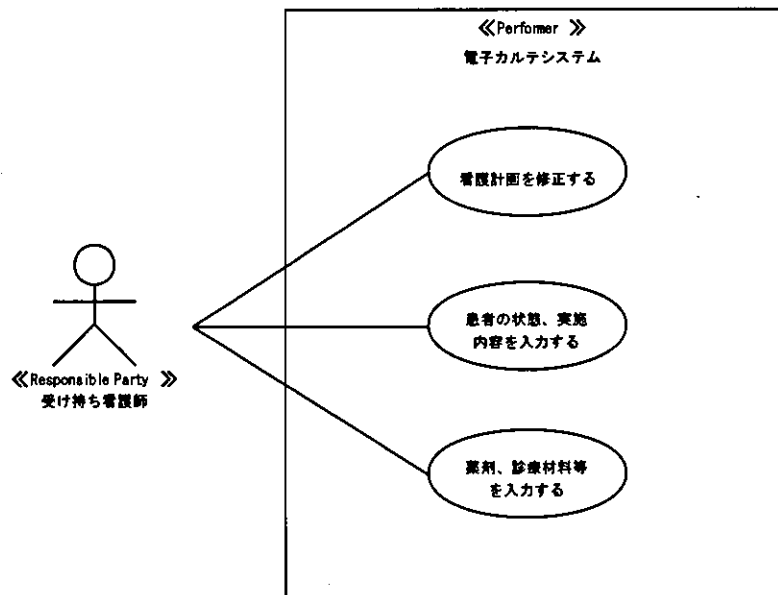 ≪Performer ≫
電子カルテシステム
看護計画を修正する
患者の状態、実施
内容を入力する
≪Responsible Party ≫
受け持ち看護師
薬剤、診療材料等
を入力する